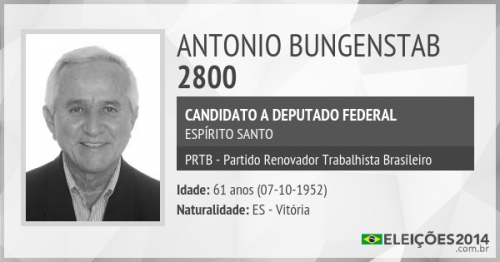 ANTONIO BUNGENSTAB
2800
CANDIDATO A DEPUTADO FEDERAL
ESPÍRITO SANTO
PRTB - Partido Renovador Trabalhista Brasileiro
Idade: 61 anos (07-10-1952)
Naturalidade: ES - Vitória
ELEIÇÕES2014
.com.br